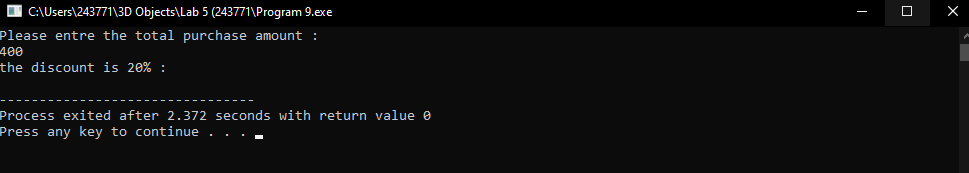 C:\Users\243771\3D Objects\Lab 5 (243771\Program 9.exe
Please entre the total purchase amount :
400
the discount is 20% :
--------------------------------
Process exited after 2.372 seconds with return value 0
Press any key to continue . . .